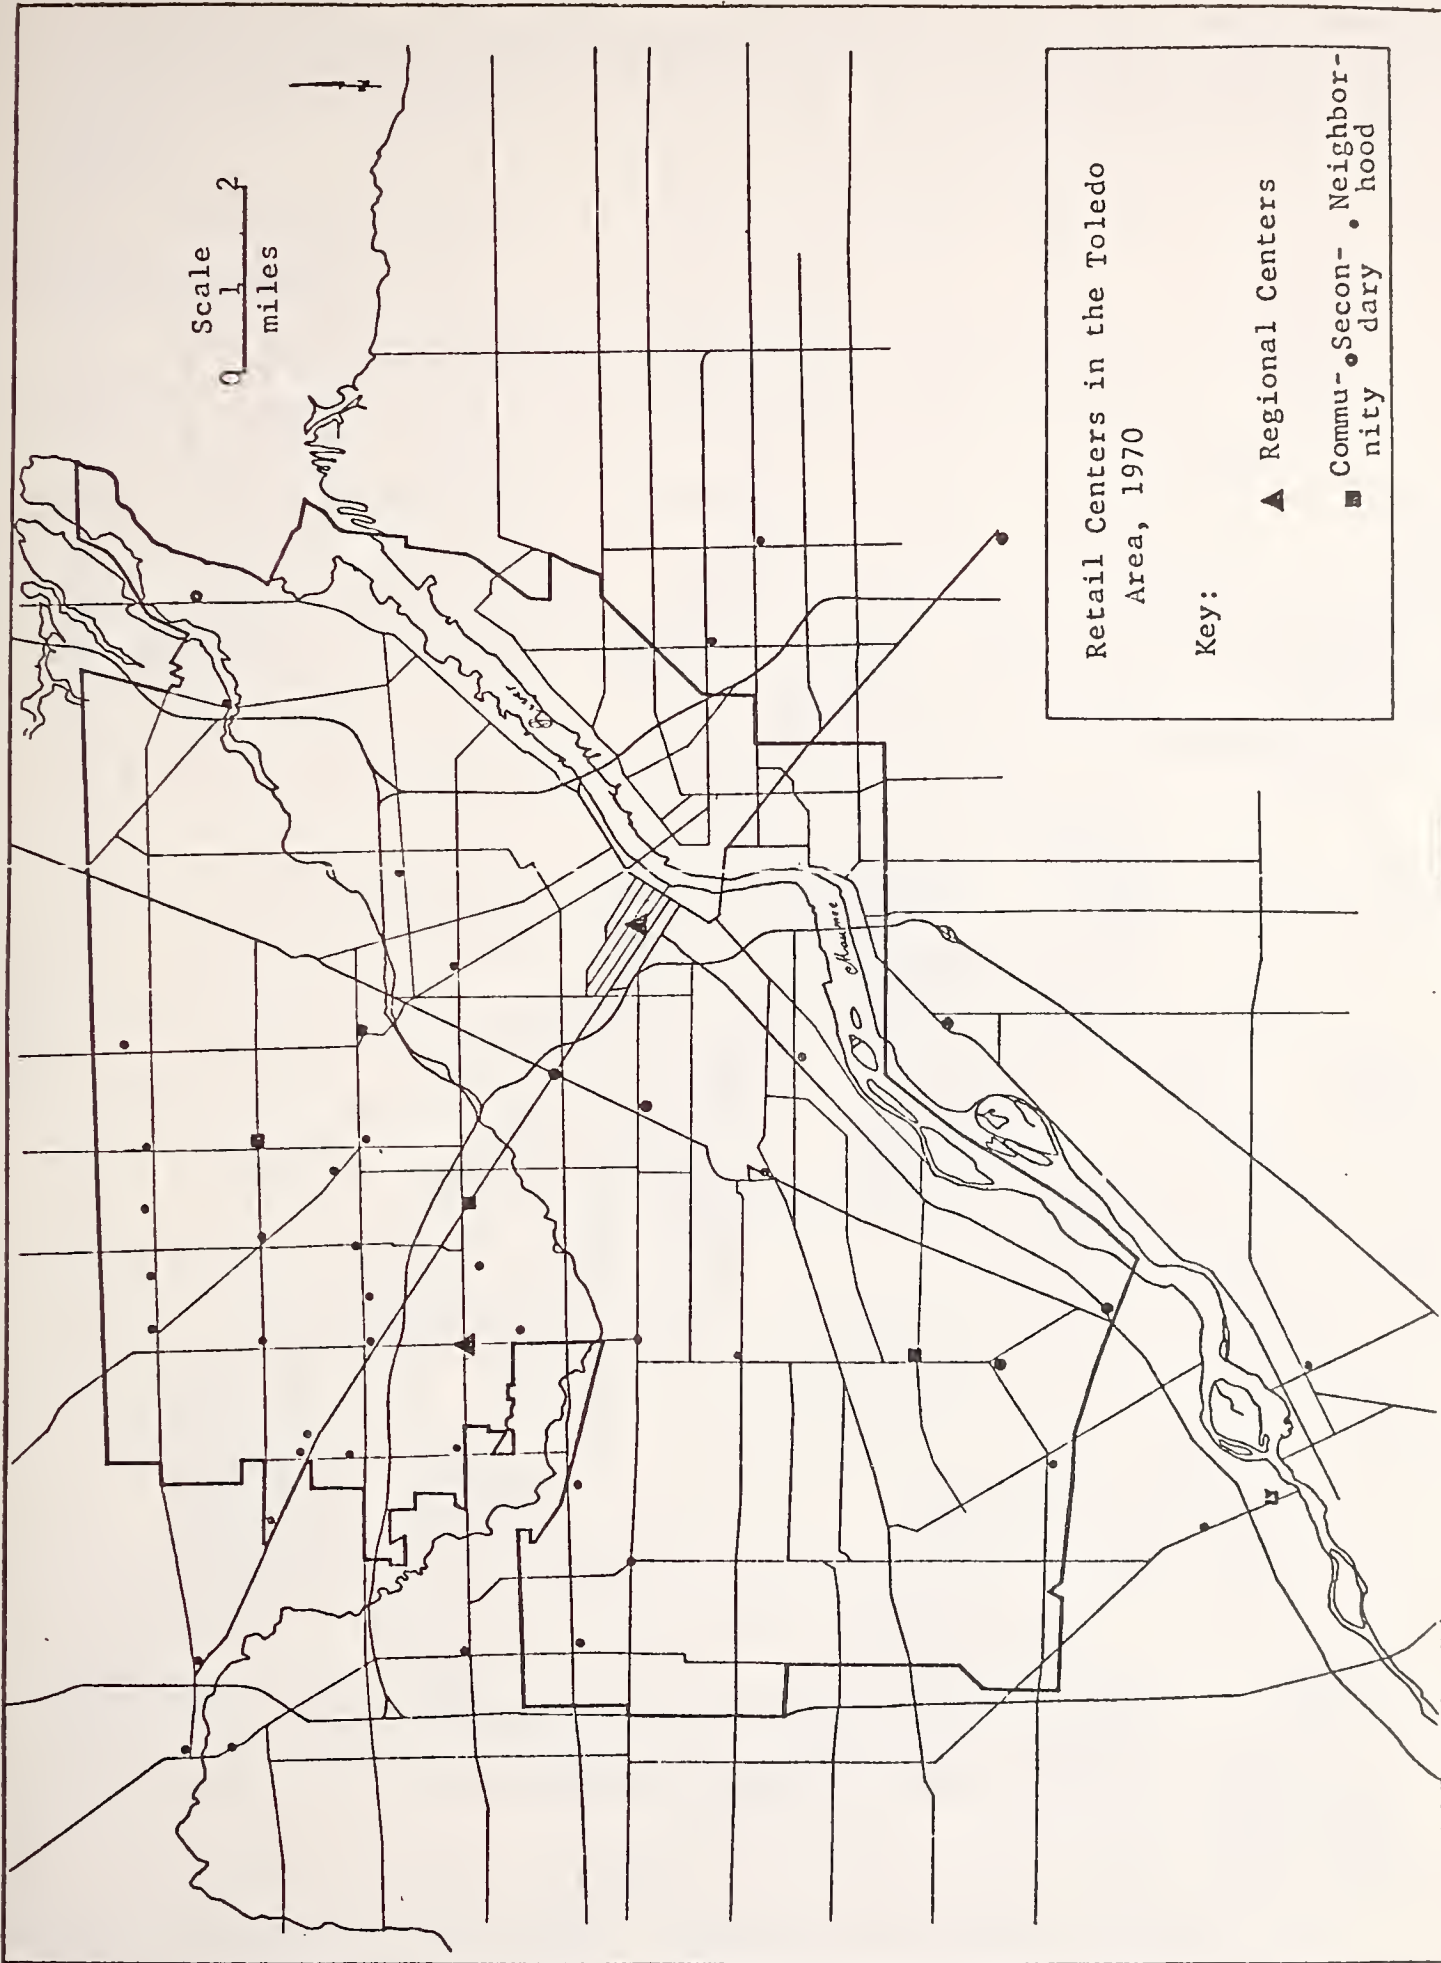 Scale
0 1 2
miles
River
Maumee
Retail Centers in the Toledo
Area, 1970
Key:
▲ Regional Centers
■ Commu- Secon- • Neighbor-
nity dary hood